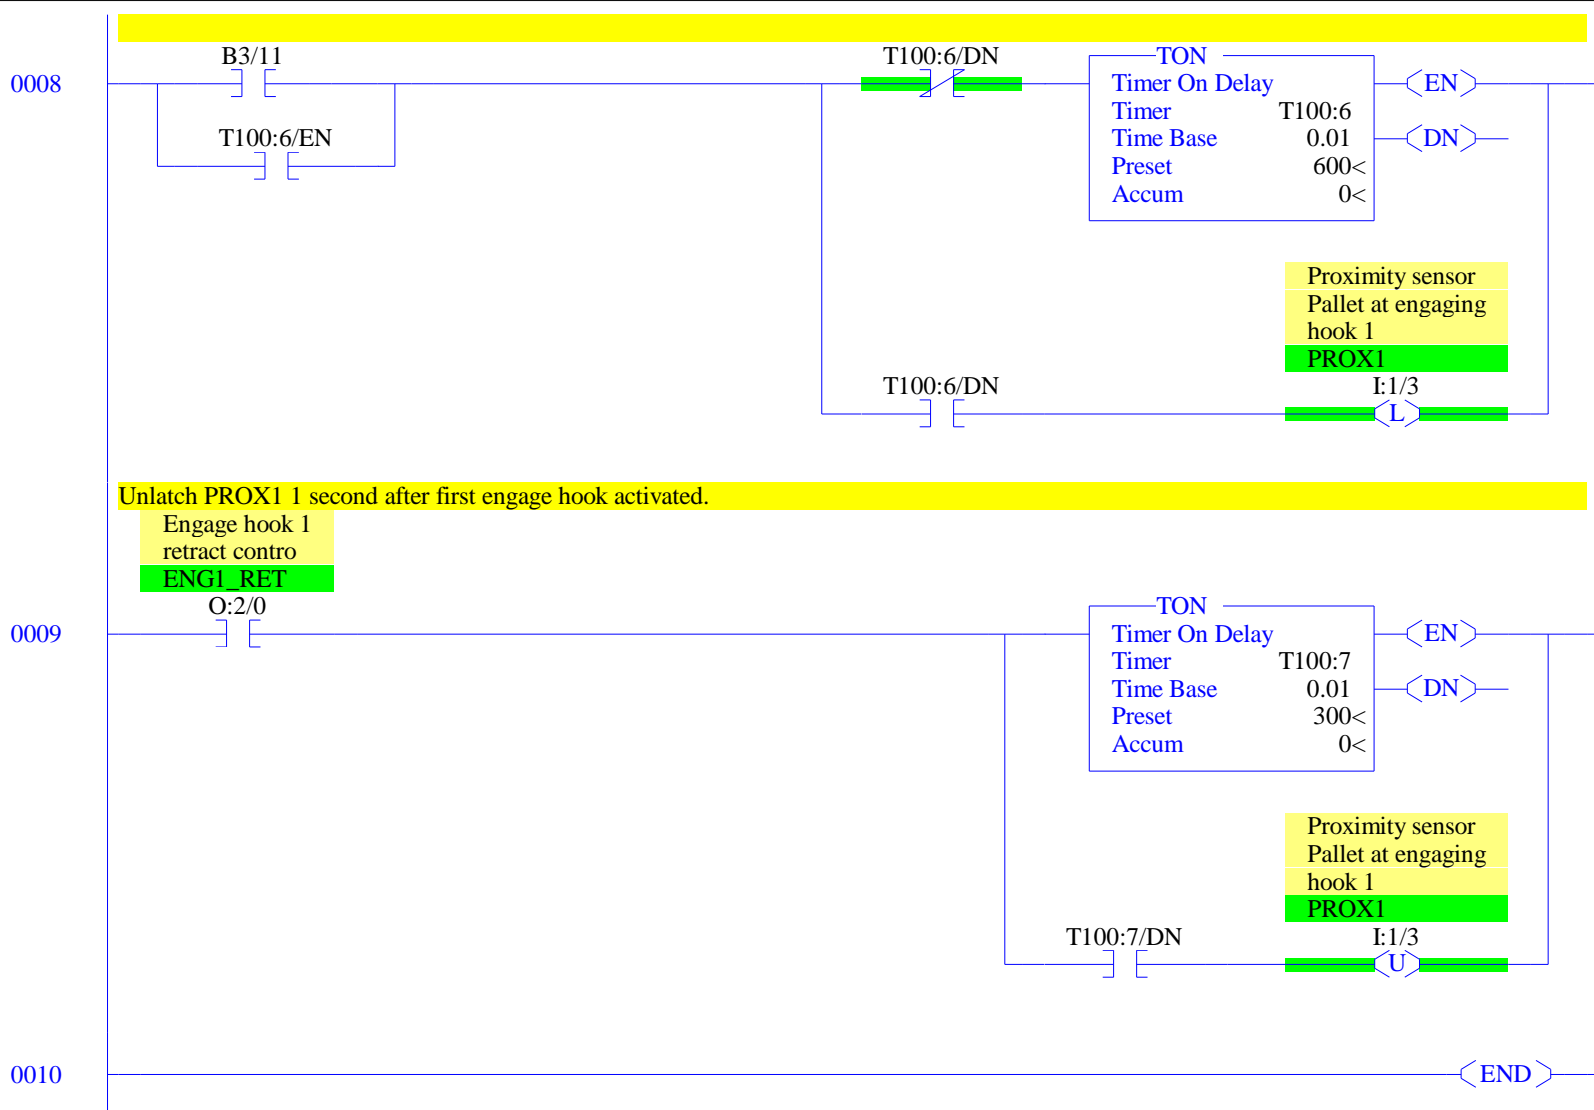 B3/11
T100:6/DN
TON
0008
Timer On Delay
EN
Timer T100:6
T100:6/EN
Time Base 0.01
DN
Preset 600<
Accum 0<
Proximity sensor
Pallet at engaging
hook 1
PROX1
T100:6/DN
I:1/3
L
Unlatch PROX1 1 second after first engage hook activated.
Engage hook 1
retract contro
ENG1_RET
O:2/0
TON
0009
Timer On Delay
EN
Timer T100:7
Time Base 0.01
DN
Preset 300<
Accum 0<
Proximity sensor
Pallet at engaging
hook 1
PROX1
T100:7/DN
I:1/3
U
0010
END